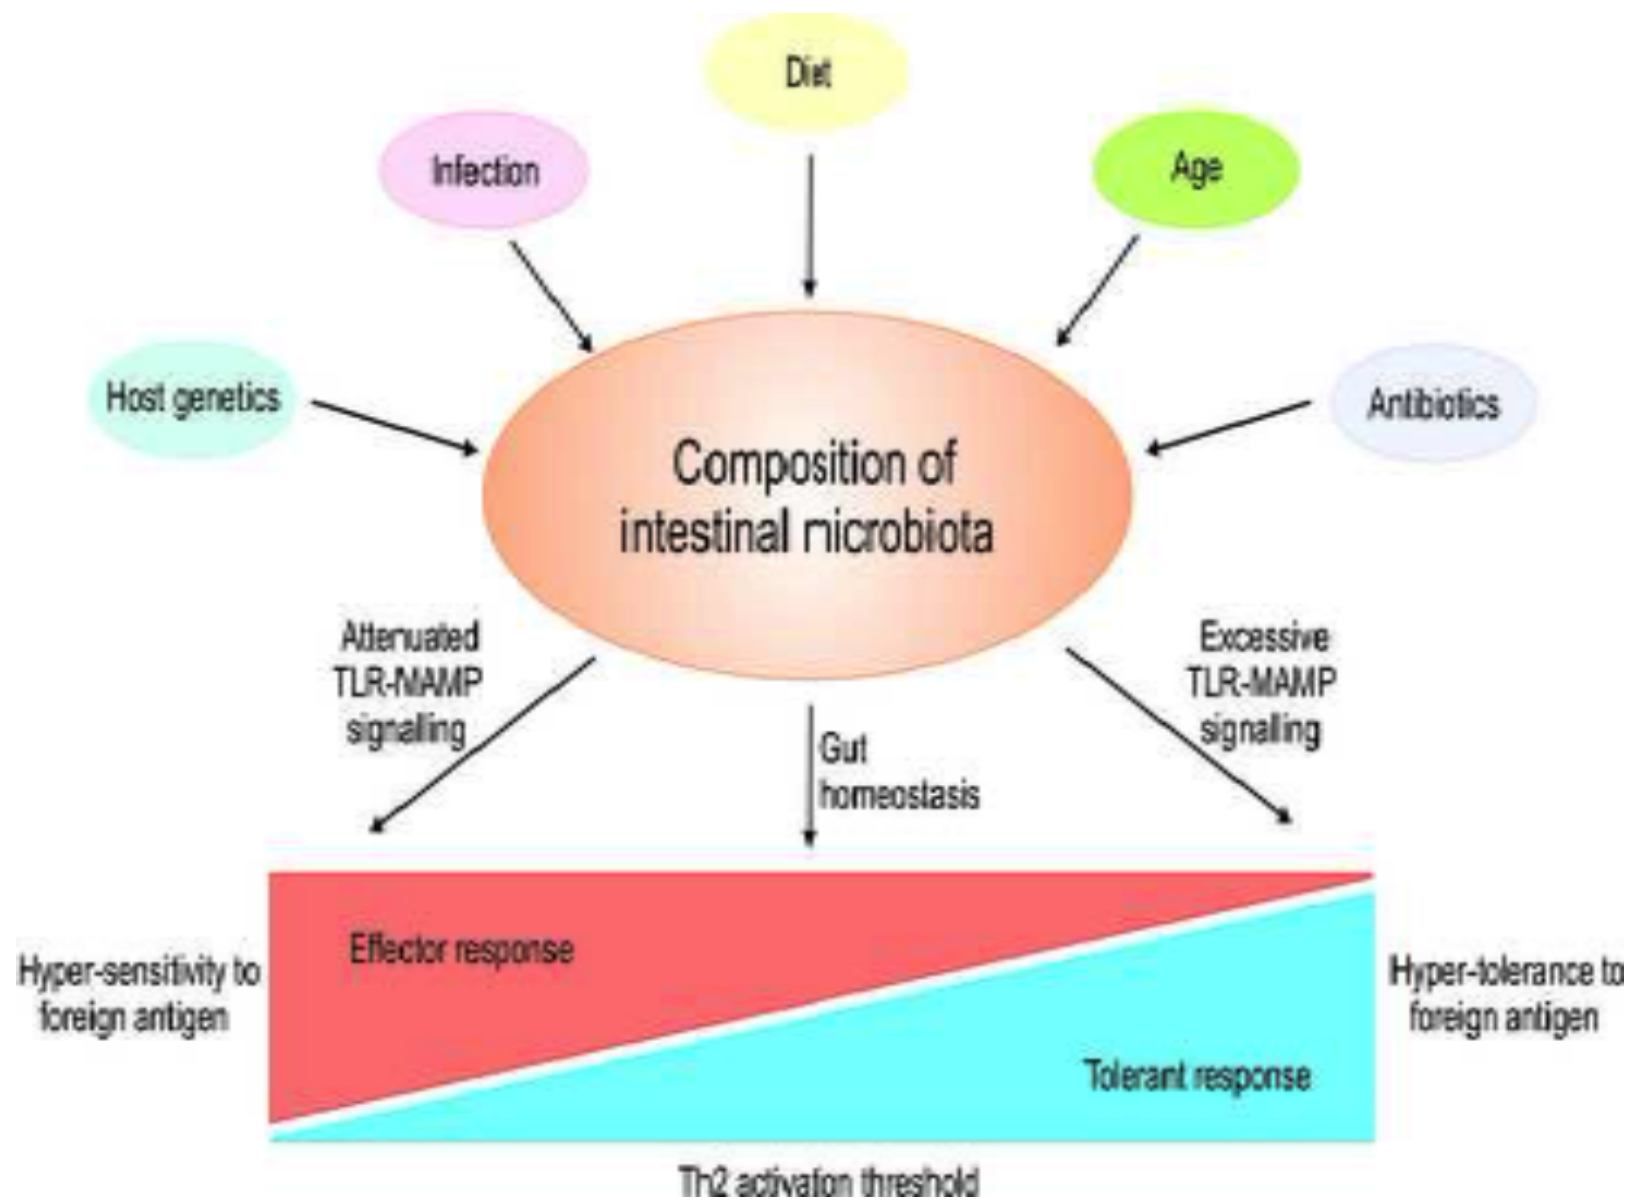 Diet
Infection
Age
Host genetics
Antibiotics
Composition of
intestinal microbiota
Attenuated
TLR-MAMP
signalling
Excessive
TLR-MAMP
signalling
Gut
homeostasis
Effector response
Hyper-sensitivity to
foreign antigen
Hyper-tolerance to
foreign antigen
Tolerant response
Th2 activation threshold